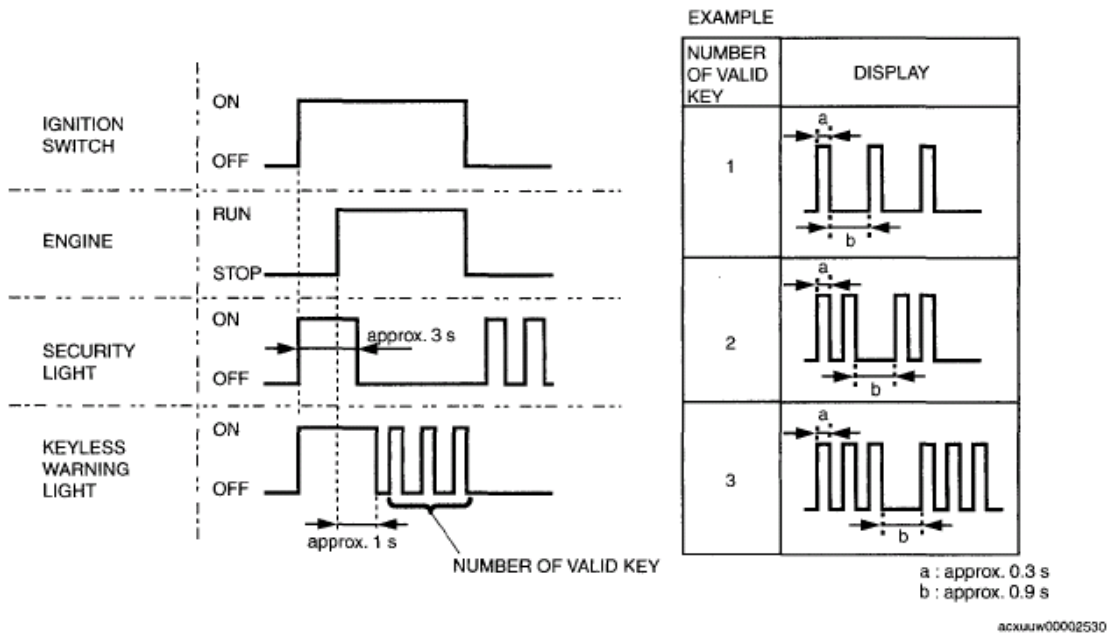 EXAMPLE
NUMBER
OF VALID
KEY
DISPLAY
IGNITION
SWITCH
ON
OFF
ENGINE
RUN
STOP
SECURITY
LIGHT
ON
OFF
approx. 3 s
KEYLESS
WARNING
LIGHT
ON
OFF
approx. 1 s
NUMBER OF VALID KEY
1
a
b
2
a
b
3
a
b
a : approx. 0.3 s
b : approx. 0.9 s
acxuuw00002530